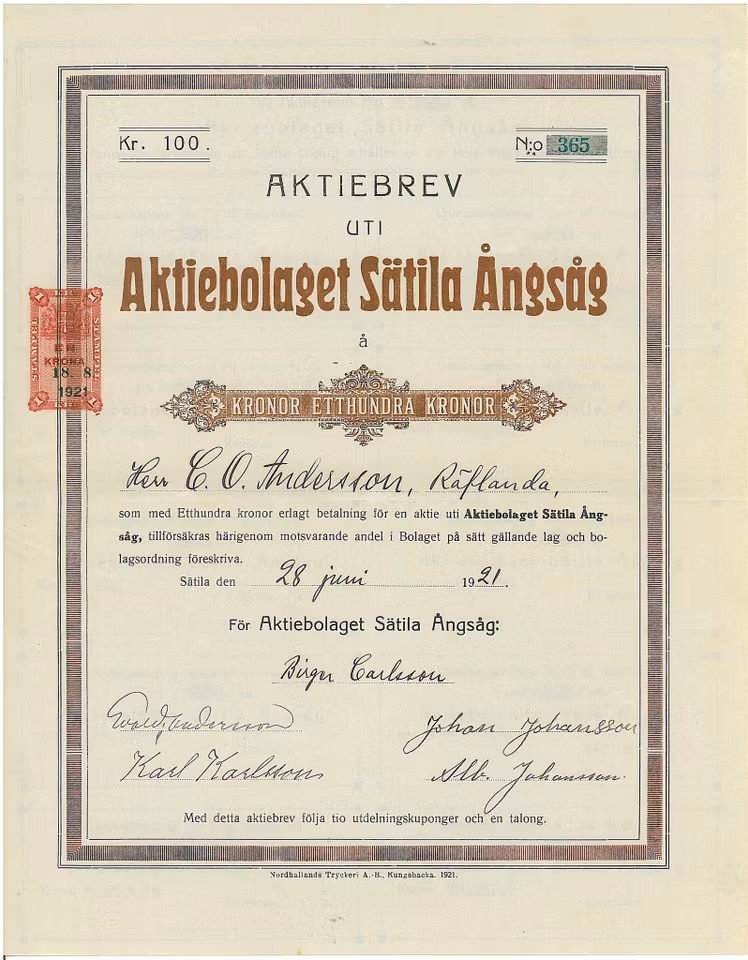 Kr. 100.
N:o 365
AKTIEBREV
UTI
Aktiebolaget Sätila Ångsåg
å
STÄMPEL
EN
KRONA
18. 8.
1921
KRONOR ETTHUNDRA KRONOR
Herr C. O. Andersson, Räflanda,
som med Etthundra kronor erlagt betalning för en aktie uti Aktiebolaget Sätila Ång-
såg, tillförsäkras härigenom motsvarande andel i Bolaget på sätt gällande lag och bo-
lagsordning föreskriva.
Sätila den 28 juni 1921.
För Aktiebolaget Sätila Ångsåg:
Birger Carlsson
Andersson
Johan Johansson
Karl Karlsson
Alb. Johansson.
Med detta aktiebrev följa tio utdelningskuponger och en talong.
Nordhallands Tryckeri A.-B., Kungsbacka. 1921.